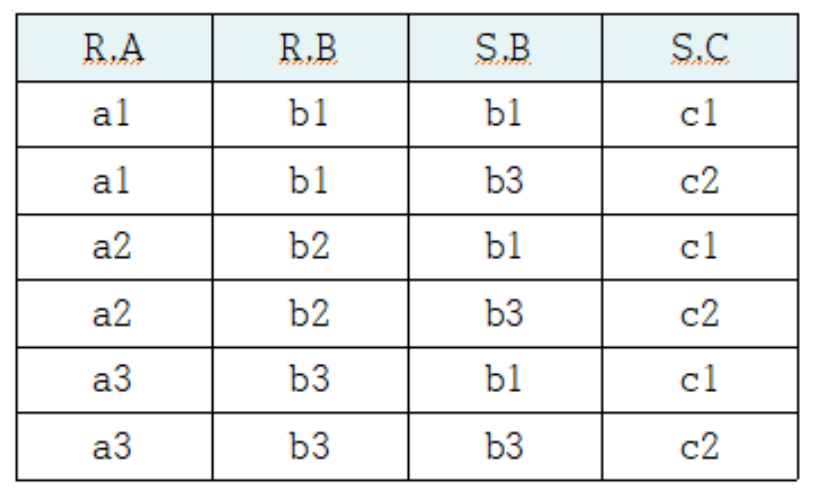 R.A R.B S.B S.C
a1 b1 b1 c1
a1 b1 b3 c2
a2 b2 b1 c1
a2 b2 b3 c2
a3 b3 b1 c1
a3 b3 b3 c2